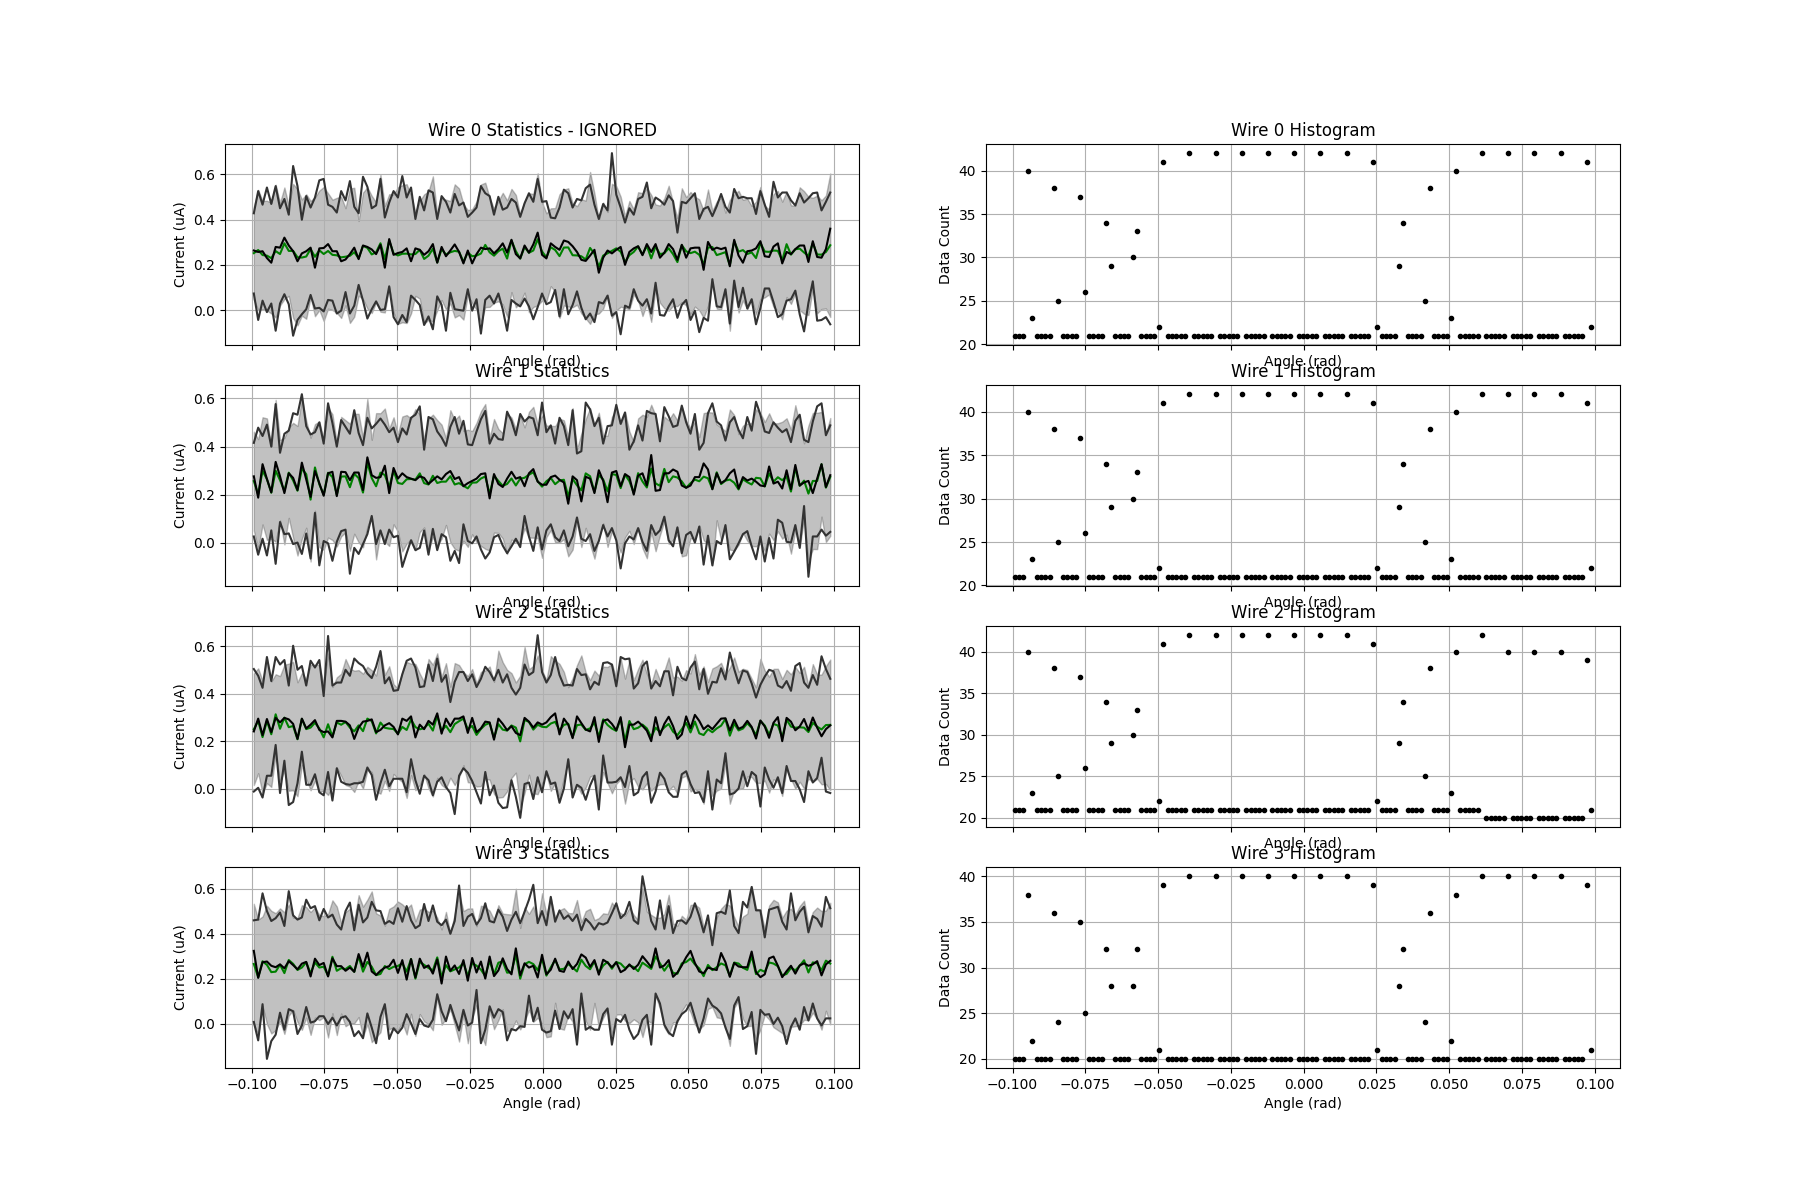 Wire 0 Statistics - IGNORED
Current (uA)
0.6
0.4
0.2
0.0
Angle (rad)
Wire 0 Histogram
Data Count
40
35
30
25
20
Angle (rad)
Wire 1 Statistics
Current (uA)
0.6
0.4
0.2
0.0
Angle (rad)
Wire 1 Histogram
Data Count
40
35
30
25
20
Angle (rad)
Wire 2 Statistics
Current (uA)
0.6
0.4
0.2
0.0
Angle (rad)
Wire 2 Histogram
Data Count
40
35
30
25
20
Angle (rad)
Wire 3 Statistics
Current (uA)
0.6
0.4
0.2
0.0
−0.100 −0.075 −0.050 −0.025 0.000 0.025 0.050 0.075 0.100
Angle (rad)
Wire 3 Histogram
Data Count
40
35
30
25
20
−0.100 −0.075 −0.050 −0.025 0.000 0.025 0.050 0.075 0.100
Angle (rad)